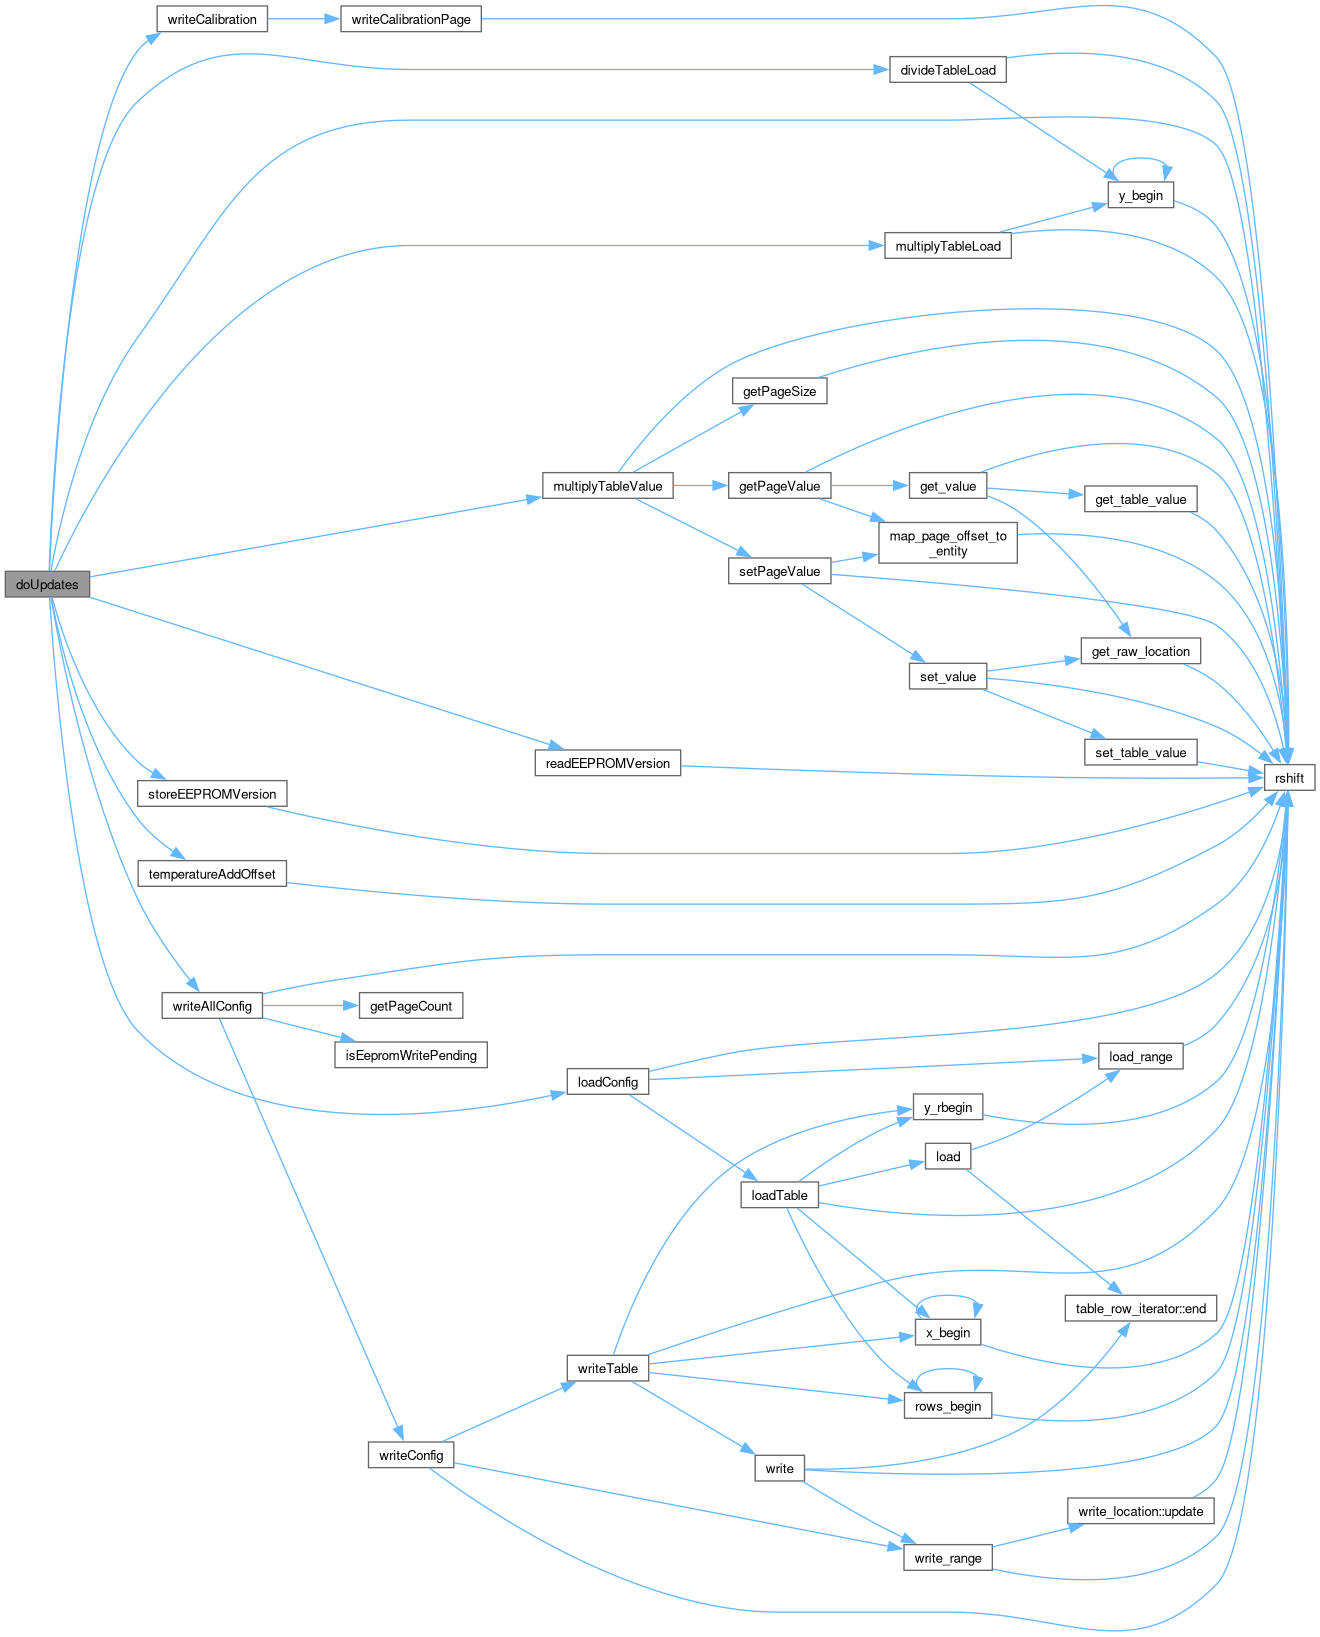 writeCalibration
writeCalibrationPage
divideTableLoad
y_begin
multiplyTableLoad
getPageSize
multiplyTableValue
getPageValue
get_value
get_table_value
map_page_offset_to
_entity
setPageValue
doUpdates
get_raw_location
set_value
set_table_value
readEEPROMVersion
rshift
storeEEPROMVersion
temperatureAddOffset
writeAllConfig
getPageCount
isEepromWritePending
load_range
loadConfig
y_rbegin
load
loadTable
table_row_iterator::end
x_begin
writeTable
rows_begin
writeConfig
write
write_location::update
write_range